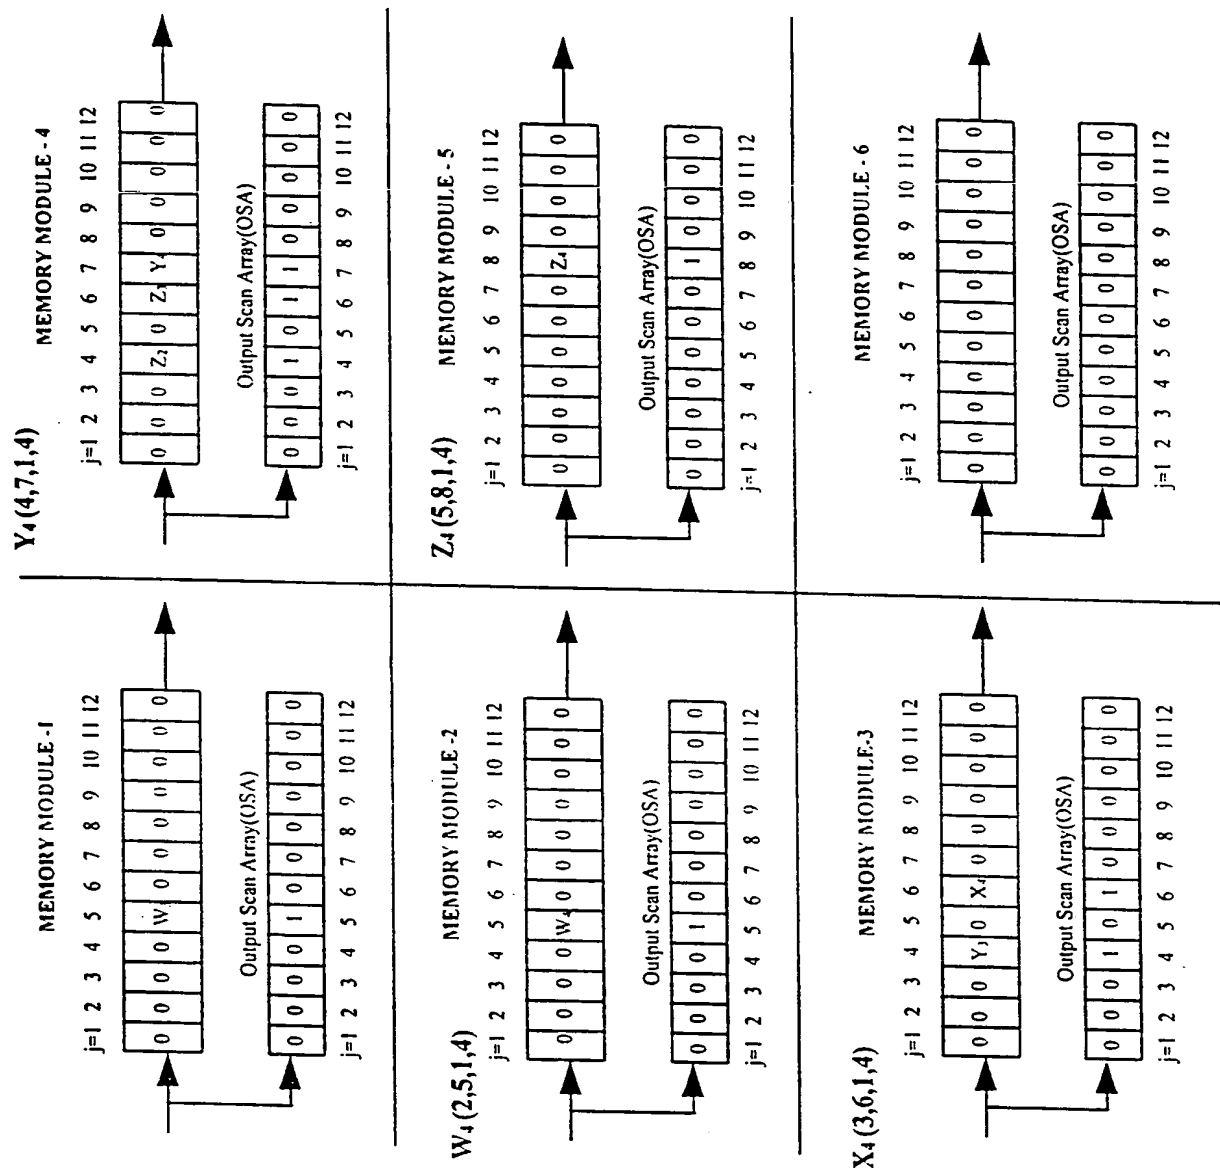 MEMORY MODULE -1
j=1 2 3 4 5 6 7 8 9 10 11 12
0 0 0 0 W 0 0 0 0 0 0 0
Output Scan Array(OSA)
0 0 0 0 1 0 0 0 0 0 0 0
j=1 2 3 4 5 6 7 8 9 10 11 12
W4 (2,5,1,4)
MEMORY MODULE -2
j=1 2 3 4 5 6 7 8 9 10 11 12
0 0 0 0 W4 0 0 0 0 0 0 0
Output Scan Array(OSA)
0 0 0 0 1 0 0 0 0 0 0 0
j=1 2 3 4 5 6 7 8 9 10 11 12
X4 (3,6,1,4)
MEMORY MODULE-3
j=1 2 3 4 5 6 7 8 9 10 11 12
0 0 0 Y3 0 X4 0 0 0 0 0 0
Output Scan Array(OSA)
0 0 0 1 0 1 0 0 0 0 0 0
j=1 2 3 4 5 6 7 8 9 10 11 12
Y4 (4,7,1,4)
MEMORY MODULE - 4
j=1 2 3 4 5 6 7 8 9 10 11 12
0 0 0 Z2 0 Z3 Y4 0 0 0 0 0
Output Scan Array(OSA)
0 0 0 1 0 1 1 0 0 0 0 0
j=1 2 3 4 5 6 7 8 9 10 11 12
Z4 (5,8,1,4)
MEMORY MODULE - 5
j=1 2 3 4 5 6 7 8 9 10 11 12
0 0 0 0 0 0 0 Z4 0 0 0 0
Output Scan Array(OSA)
0 0 0 0 0 0 0 1 0 0 0 0
j=1 2 3 4 5 6 7 8 9 10 11 12
MEMORY MODULE - 6
j=1 2 3 4 5 6 7 8 9 10 11 12
0 0 0 0 0 0 0 0 0 0 0 0
Output Scan Array(OSA)
0 0 0 0 0 0 0 0 0 0 0 0
j=1 2 3 4 5 6 7 8 9 10 11 12